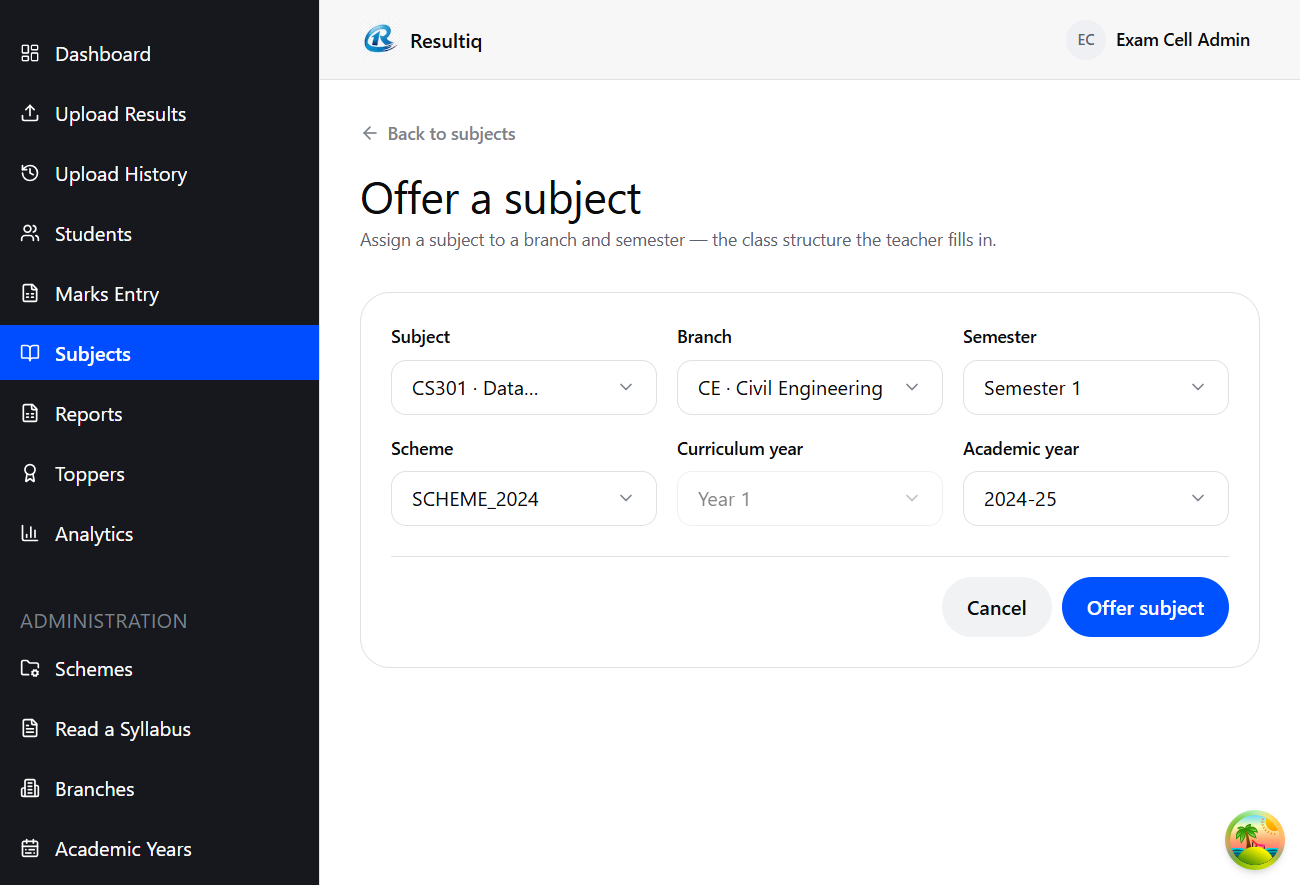 Dashboard
Upload Results
Upload History
Students
Marks Entry
Subjects
Reports
Toppers
Analytics
ADMINISTRATION
Schemes
Read a Syllabus
Branches
Academic Years
Resultiq
EC Exam Cell Admin
Back to subjects
Offer a subject
Assign a subject to a branch and semester — the class structure the teacher fills in.
Subject Branch Semester
CS301 · Data... CE · Civil Engineering Semester 1
Scheme Curriculum year Academic year
SCHEME_2024 Year 1 2024-25
Cancel Offer subject